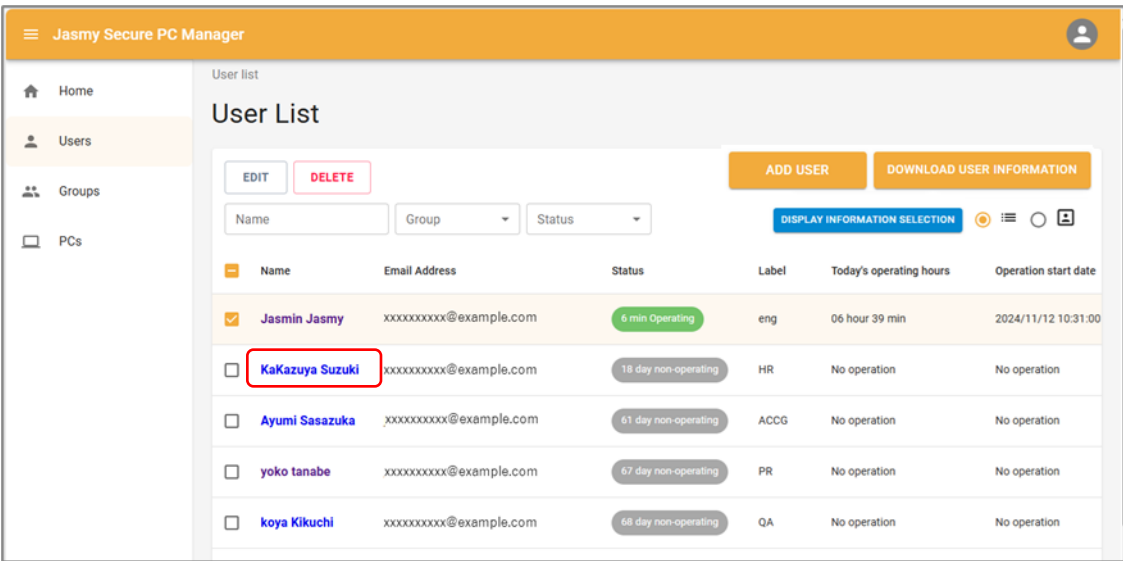 Jasmy Secure PC Manager
Home
Users
Groups
PCs
User list
User List
EDIT DELETE ADD USER DOWNLOAD USER INFORMATION
Name Group Status DISPLAY INFORMATION SELECTION
Name Email Address Status Label Today's operating hours Operation start date
Jasmin Jasmy xxxxxxxxxx@example.com 6 min Operating eng 06 hour 39 min 2024/11/12 10:31:00
KaKazuya Suzuki xxxxxxxxxx@example.com 18 day non-operating HR No operation No operation
Ayumi Sasazuka xxxxxxxxxx@example.com 61 day non-operating ACCG No operation No operation
yoko tanabe xxxxxxxxxx@example.com 67 day non-operating PR No operation No operation
koya Kikuchi xxxxxxxxxx@example.com 68 day non-operating QA No operation No operation